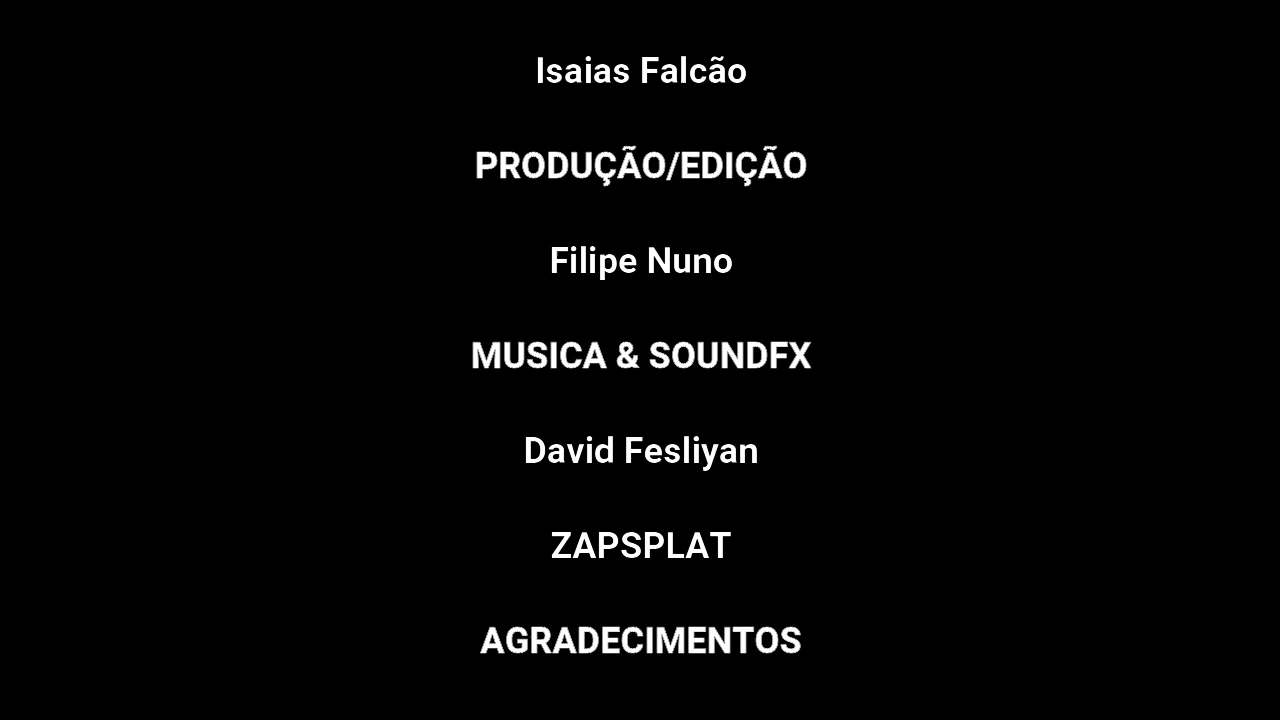 Isaias Falcão
PRODUÇÃO/EDIÇÃO
Filipe Nuno
MUSICA & SOUNDFX
David Fesliyan
ZAPSPLAT
AGRADECIMENTOS